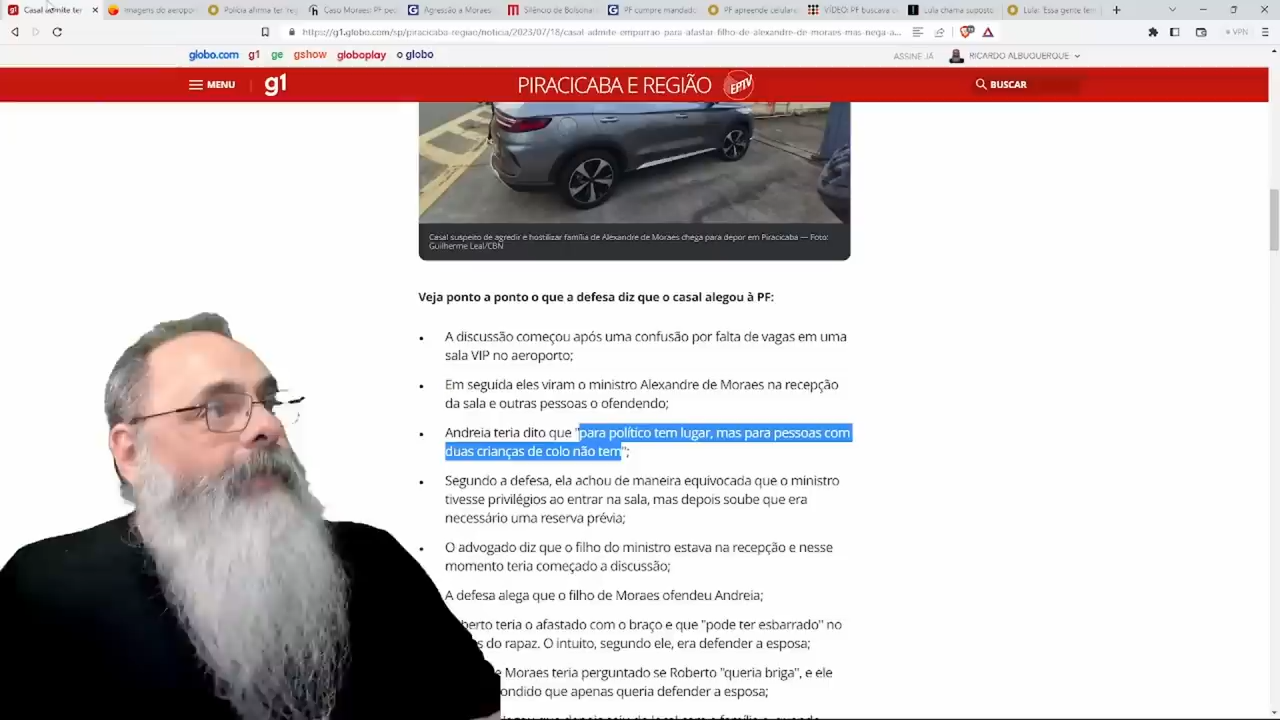 Casal admite ter
Imagens do aeropor
Polícia afirma ter reg
Caso Moraes: PF pe
Agressão a Moraes
Silêncio de Bolsonar
PF cumpre mandado
PF apreende celular
VÍDEO: PF buscava
Lula chama suposto
Lula: 'Essa gente
https://g1.globo.com/sp/piracicaba-regiao/noticia/2023/07/18/casal-admite-empurrao-para-afastar-filho-de-alexandre-de-moraes-mas-nega-a...
VPN
globo.com g1 ge gshow globoplay o globo
ASSINE JÁ RICARDO ALBUQUERQUE
MENU g1 PIRACICABA E REGIÃO EPTV BUSCAR
Casal suspeito de agredir e hostilizar família de Alexandre de Moraes chega para depor em Piracicaba — Foto:
Guilherme Leal/CBN
Veja ponto a ponto o que a defesa diz que o casal alegou à PF:
A discussão começou após uma confusão por falta de vagas em uma
sala VIP no aeroporto;
Em seguida eles viram o ministro Alexandre de Moraes na recepção
da sala e outras pessoas o ofendendo;
Andreia teria dito que "para político tem lugar, mas para pessoas com
duas crianças de colo não tem";
Segundo a defesa, ela achou de maneira equivocada que o ministro
tivesse privilégios ao entrar na sala, mas depois soube que era
necessário uma reserva prévia;
O advogado diz que o filho do ministro estava na recepção e nesse
momento teria começado a discussão;
A defesa alega que o filho de Moraes ofendeu Andreia;
berto teria o afastado com o braço e que "pode ter esbarrado" no
s do rapaz. O intuito, segundo ele, era defender a esposa;
e Moraes teria perguntado se Roberto "queria briga", e ele
ondido que apenas queria defender a esposa;